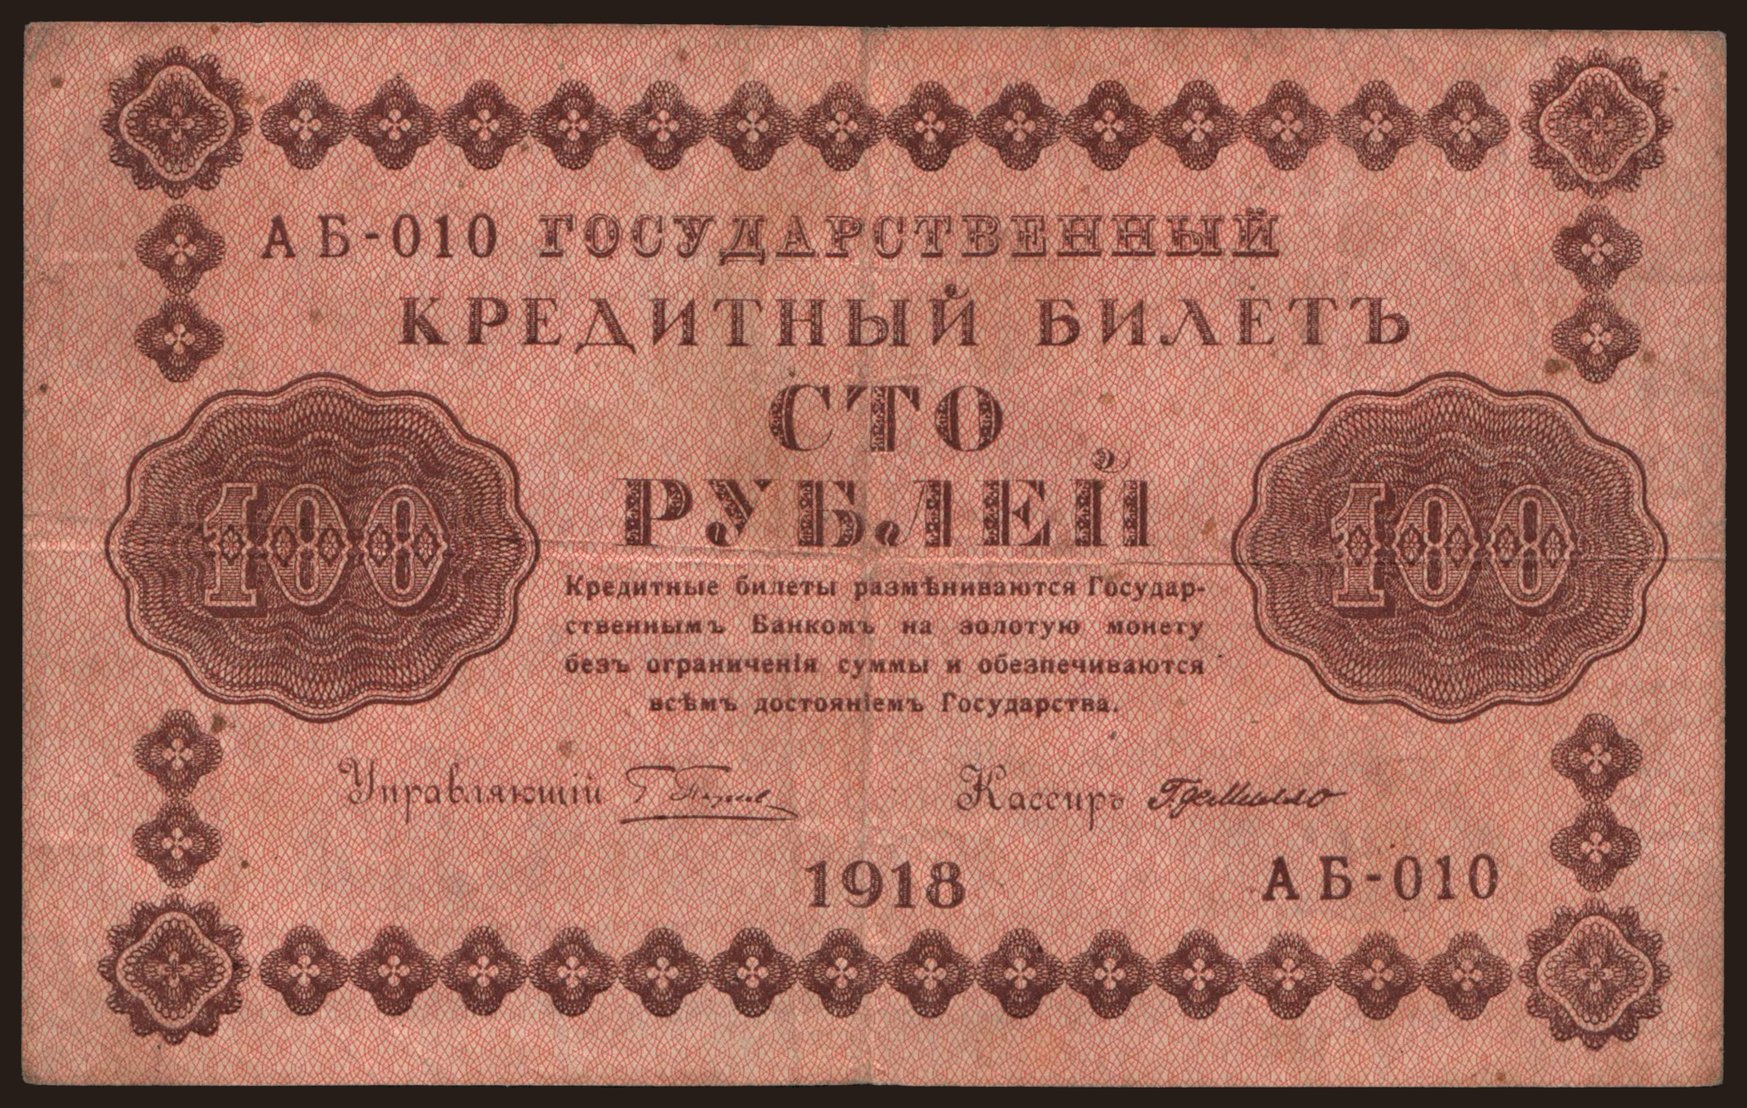 АБ-010 ГОСУДАРСТВЕННЫЙ
КРЕДИТНЫЙ БИЛЕТЪ
СТО
РУБЛЕЙ
100
100
Кредитные билеты размѣниваются Государ-
ственнымъ Банкомъ на золотую монету
безъ ограниченія суммы и обезпечиваются
всѣмъ достояніемъ Государства.
Управляющій
Кассиръ
1918
АБ-010